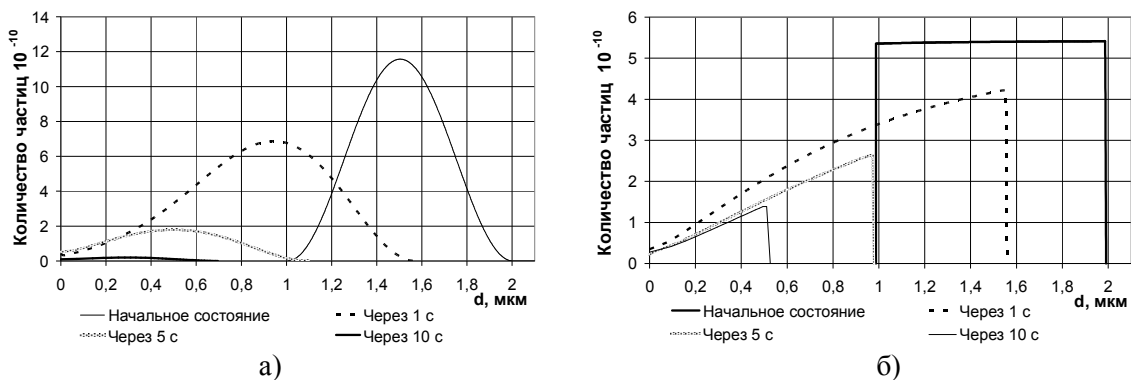 Количество частиц 10 -10
14
12
10
8
6
4
2
0
0 0,2 0,4 0,6 0,8 1 1,2 1,4 1,6 1,8 2
d, мкм
Начальное состояние Через 1 с
Через 5 с Через 10 с
а)
Количество частиц 10 -10
6
5
4
3
2
1
0
0 0,2 0,4 0,6 0,8 1 1,2 1,4 1,6 1,8 2
d, мкм
Начальное состояние Через 1 с
Через 5 с Через 10 с
б)